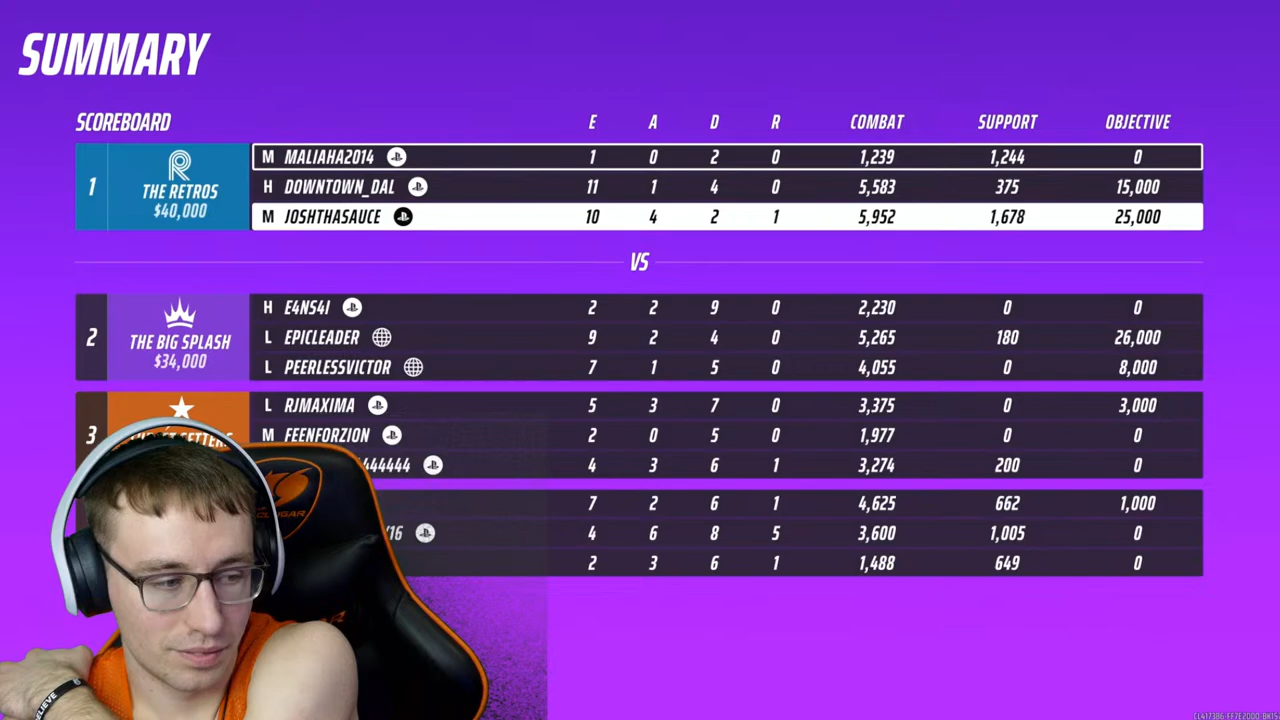 SUMMARY
SCOREBOARD E A D R COMBAT SUPPORT OBJECTIVE
1 THE RETROS $40,000
M MALIAHA2014 1 0 2 0 1,239 1,244 0
H DOWNTOWN_DAL 11 1 4 0 5,583 375 15,000
M JOSHTHASAUCE 10 4 2 1 5,952 1,678 25,000
VS
2 THE BIG SPLASH $34,000
H E4NS4I 2 2 9 0 2,230 0 0
L EPICLEADER 9 2 4 0 5,265 180 26,000
L PEERLESSVICTOR 7 1 5 0 4,055 0 8,000
3
L RJMAXIMA 5 3 7 0 3,375 0 3,000
M FEENFORZION 2 0 5 0 1,977 0 0
444444 4 3 6 1 3,274 200 0
7 2 6 1 4,625 662 1,000
16 4 6 8 5 3,600 1,005 0
2 3 6 1 1,488 649 0
COUGAR